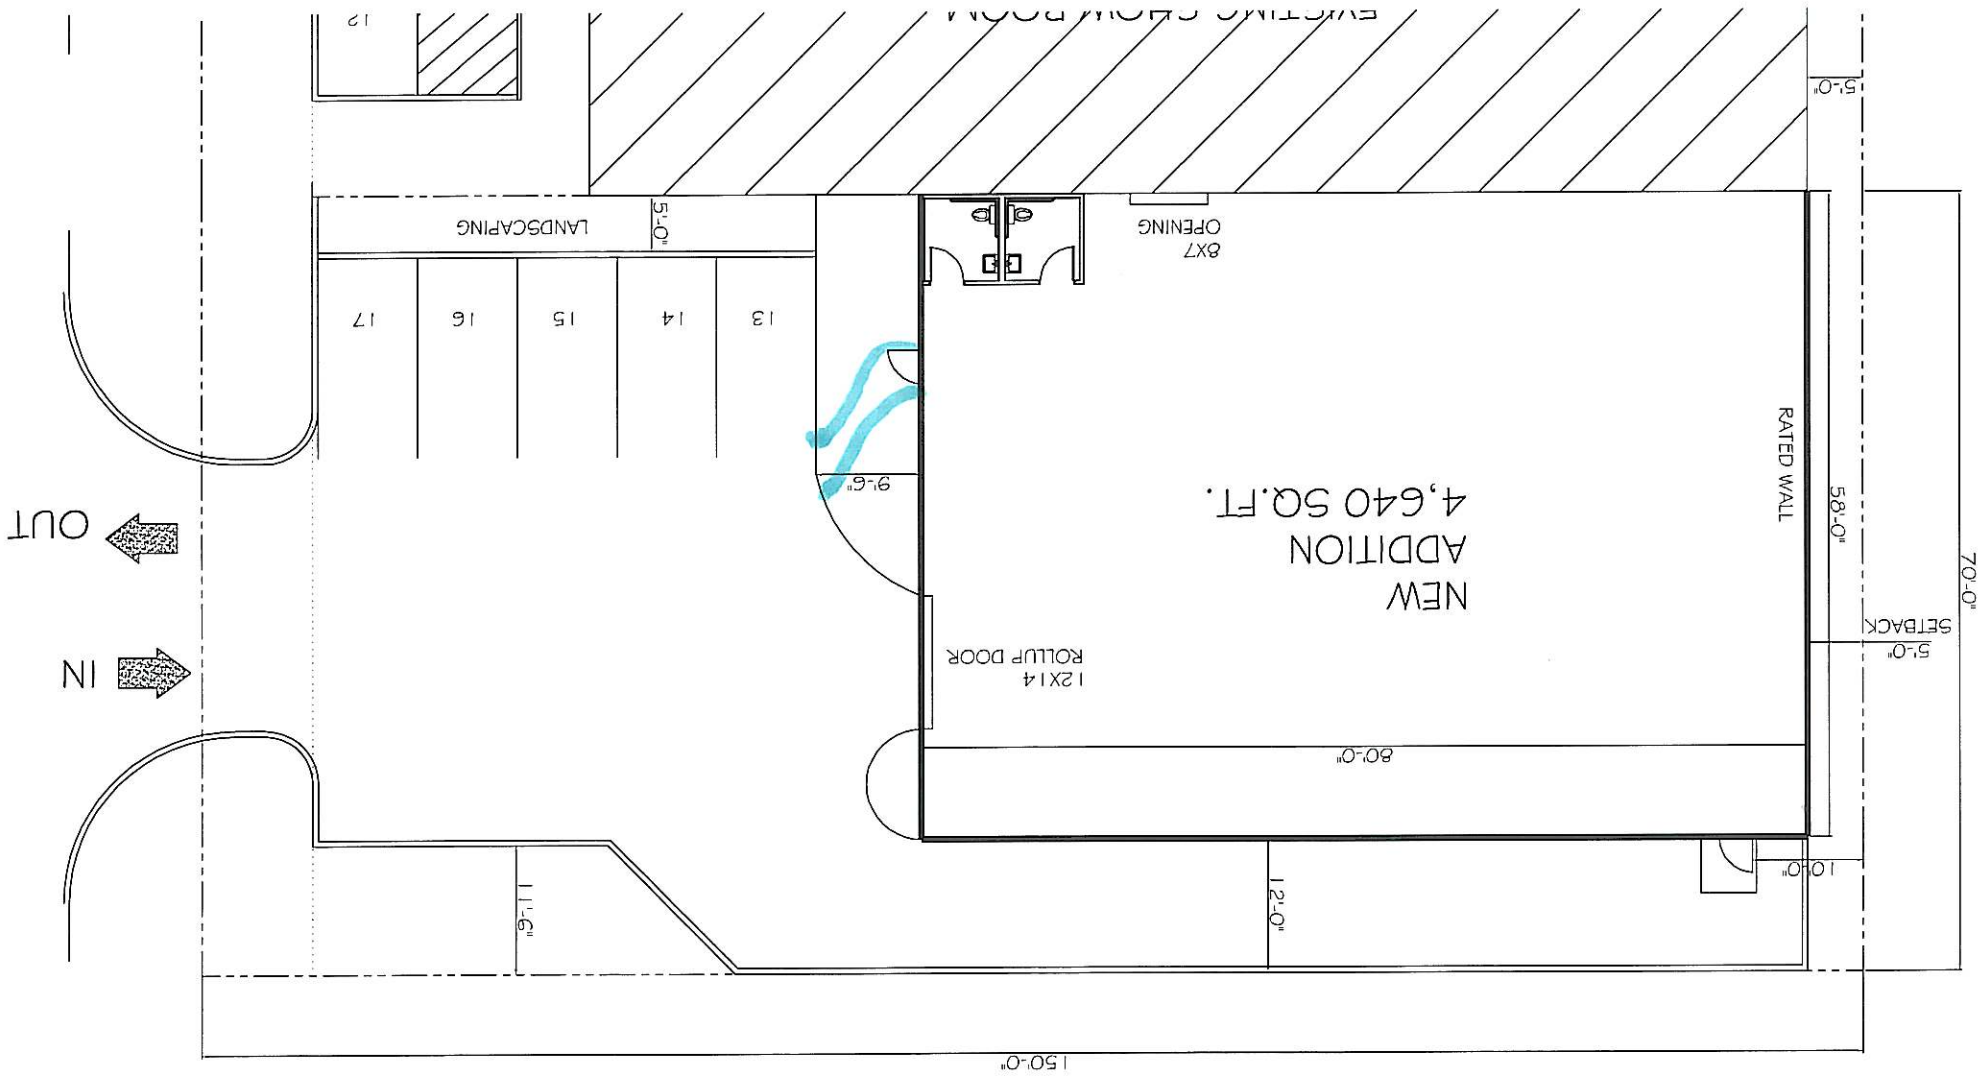 150'-0"
10'-0"
12'-0"
11'-6"
80'-0"
12X14
ROLLUP DOOR
IN
5'-0"
SETBACK
70'-0"
58'-0"
RATED WALL
NEW
ADDITION
4,640 SQ.FT.
OUT
9'-6"
13
14
15
16
17
8X7
OPENING
5'-0"
LANDSCAPING
5'-0"
EXISTING SHOW ROOM
12